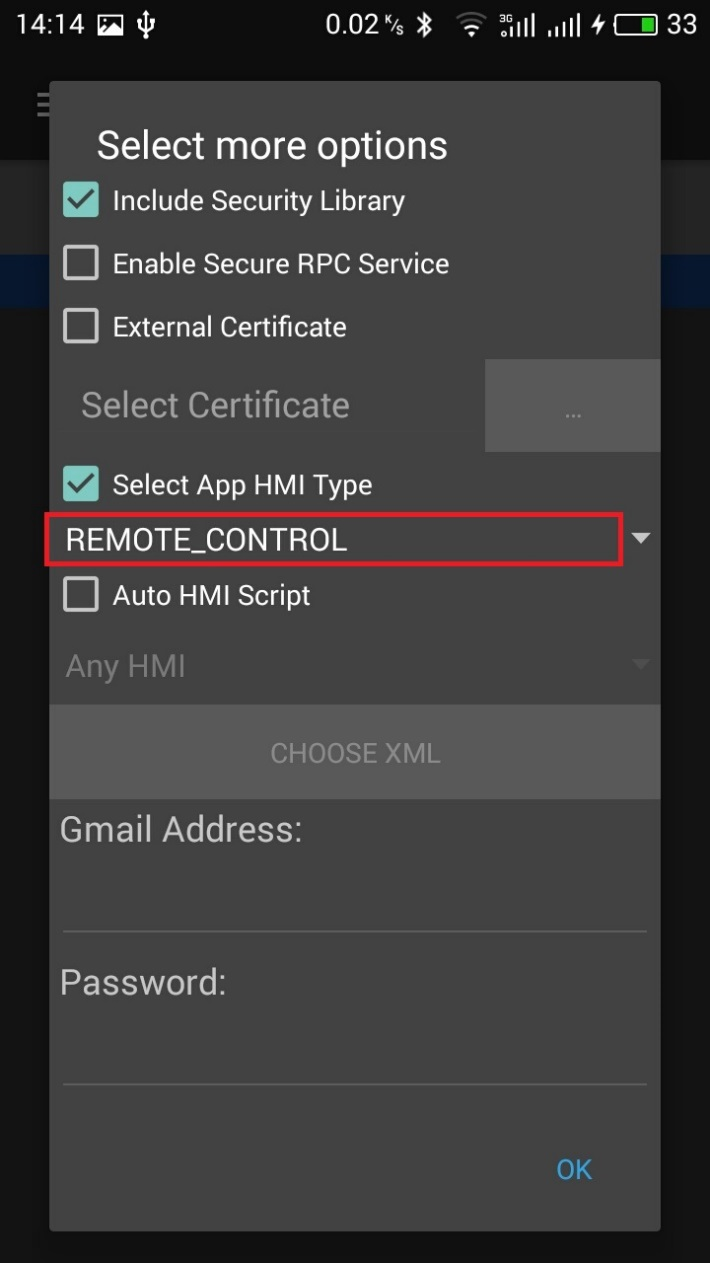 14:14 0.02 K/s 3G 33
Select more options
Include Security Library
Enable Secure RPC Service
External Certificate
Select Certificate ...
Select App HMI Type
REMOTE_CONTROL
Auto HMI Script
Any HMI
CHOOSE XML
Gmail Address:
Password:
OK